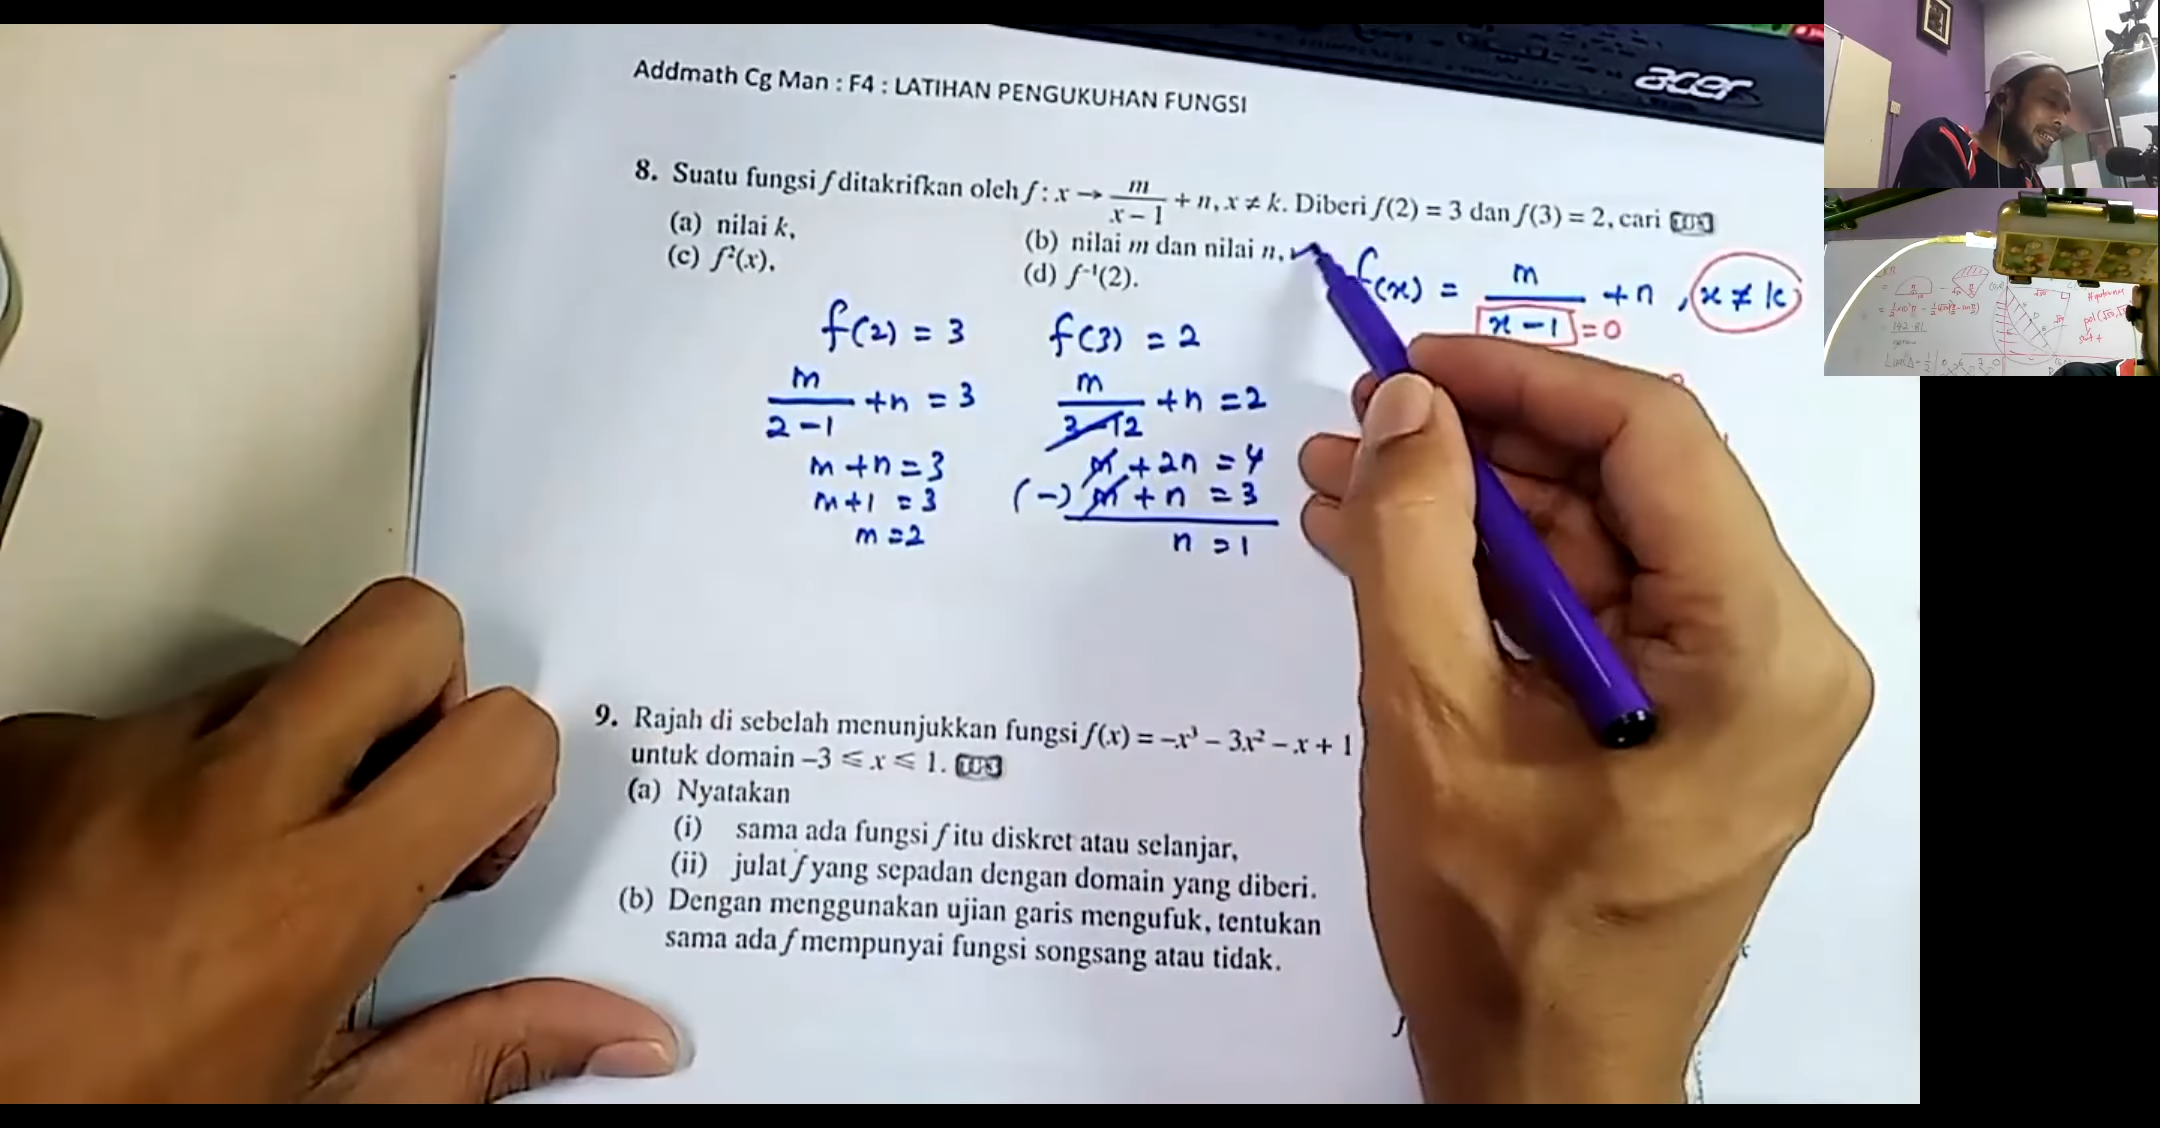 acer
Addmath Cg Man : F4 : LATIHAN PENGUKUHAN FUNGSI
8. Suatu fungsi f ditakrifkan oleh f : x → m/(x – 1) + n, x ≠ k. Diberi f(2) = 3 dan f(3) = 2, cari
(a) nilai k,
(b) nilai m dan nilai n, ✓
(c) f²(x),
(d) f⁻¹(2).
f(x) = m/(x – 1) + n , x ≠ k
x – 1 = 0
f(2) = 3
m/(2 – 1) + n = 3
m + n = 3
m + 1 = 3
m = 2
f(3) = 2
m/(3 – 1) 2 + n = 2
m + 2n = 4
(–) m + n = 3
n = 1
9. Rajah di sebelah menunjukkan fungsi f(x) = –x³ – 3x² – x + 1
untuk domain –3 ⩽ x ⩽ 1.
(a) Nyatakan
(i) sama ada fungsi f itu diskret atau selanjar,
(ii) julat f yang sepadan dengan domain yang diberi.
(b) Dengan menggunakan ujian garis mengufuk, tentukan
sama ada f mempunyai fungsi songsang atau tidak.